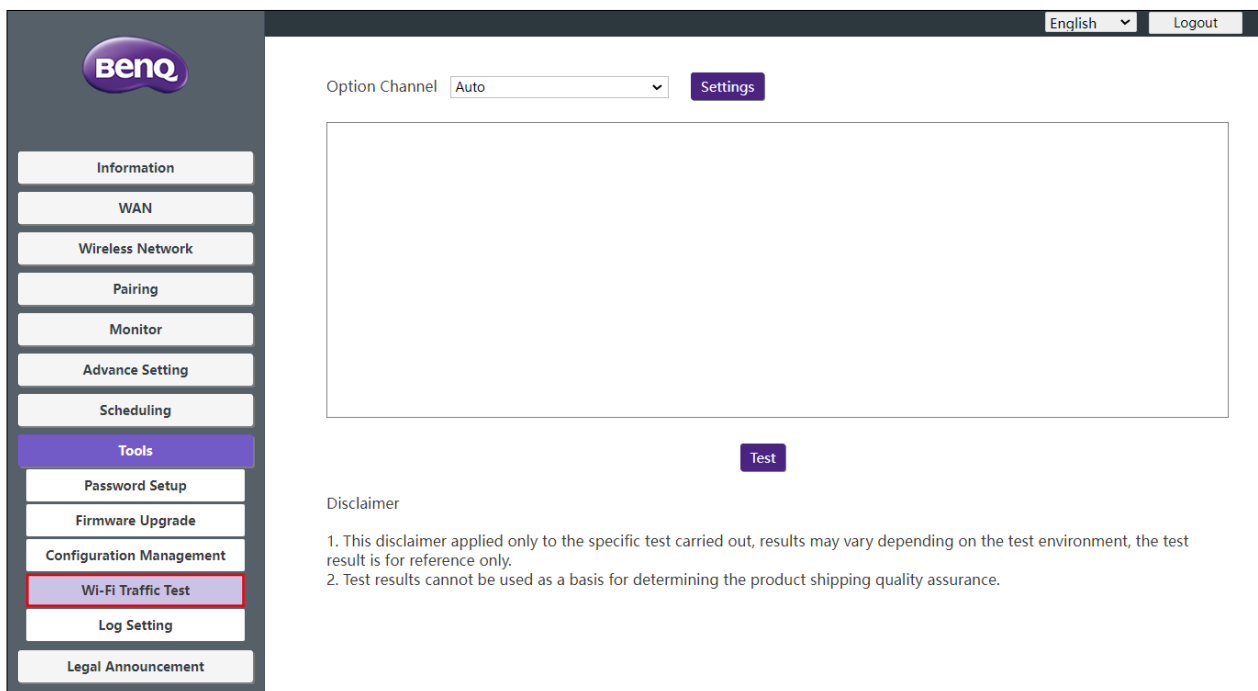 English
Logout
BenQ
Option Channel
Auto
Settings
Information
WAN
Wireless Network
Pairing
Monitor
Advance Setting
Scheduling
Tools
Password Setup
Firmware Upgrade
Configuration Management
Wi-Fi Traffic Test
Log Setting
Legal Announcement
Test
Disclaimer
1. This disclaimer applied only to the specific test carried out, results may vary depending on the test environment, the test
result is for reference only.
2. Test results cannot be used as a basis for determining the product shipping quality assurance.